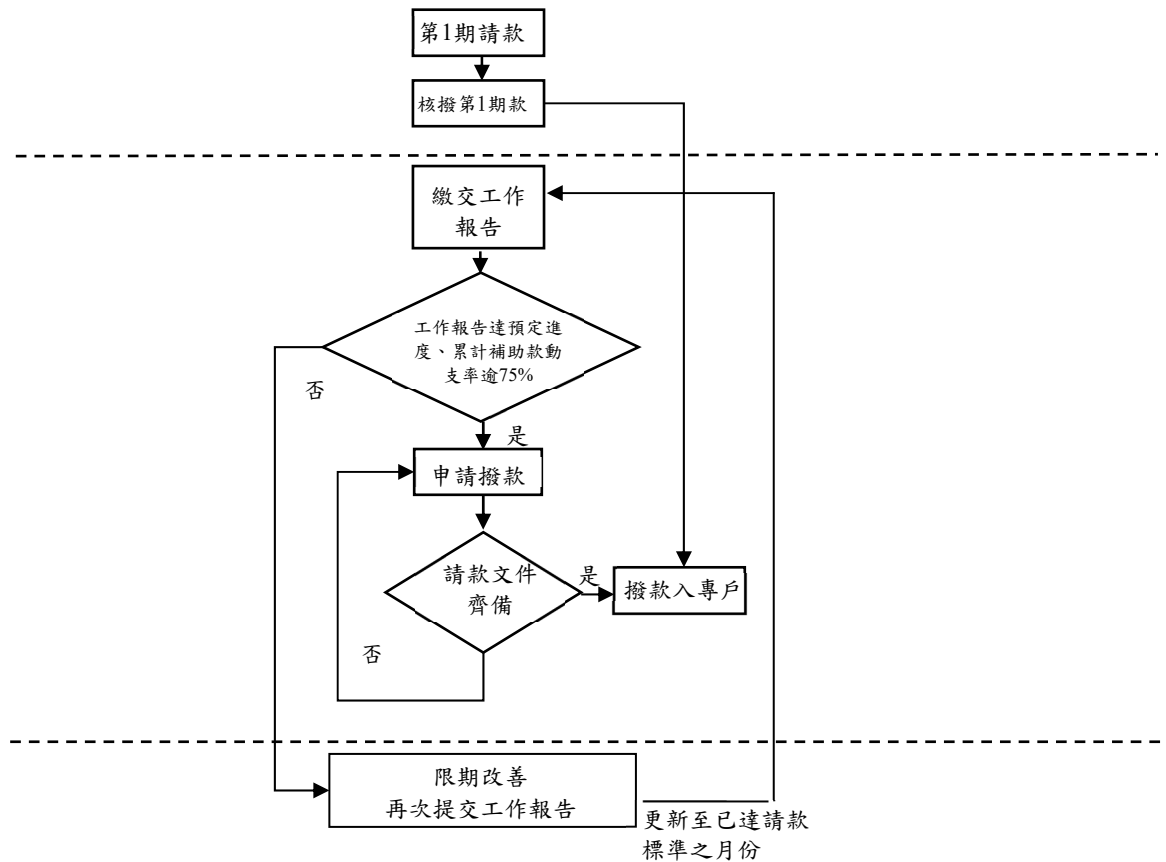 第1期請款
核撥第1期款
繳交工作
報告
工作報告達預定進
度、累計補助款動
支率逾75%
否
是
申請撥款
請款文件
齊備
是
撥款入專戶
否
限期改善
再次提交工作報告
更新至已達請款
標準之月份